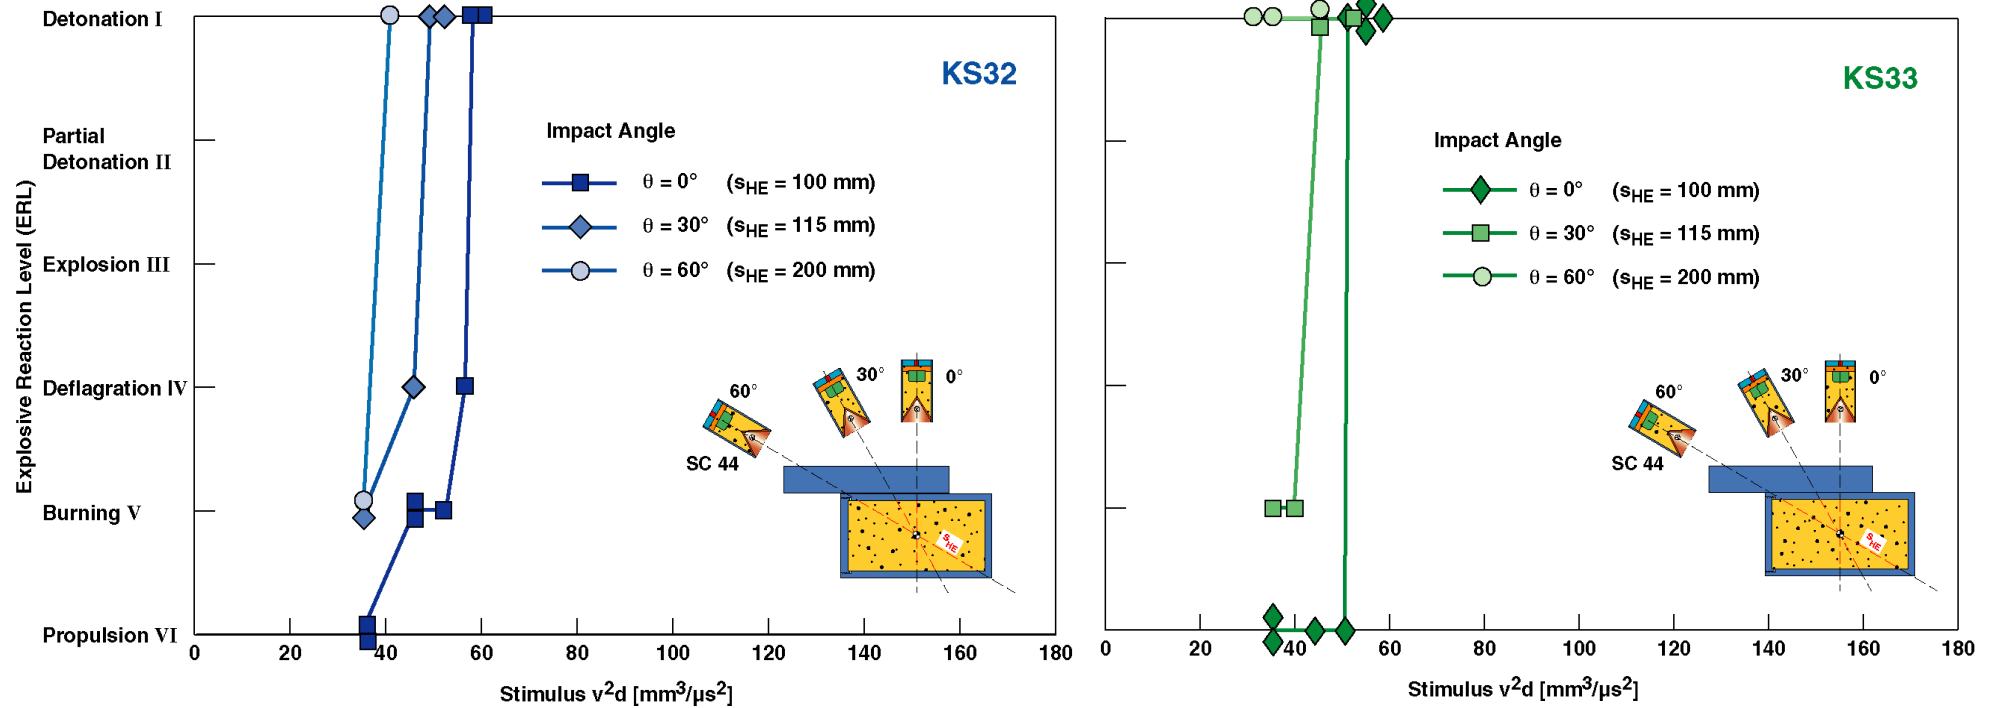 Explosive Reaction Level (ERL)
Detonation I
Partial
Detonation II
Explosion III
Deflagration IV
Burning V
Propulsion VI
KS32
Impact Angle
θ = 0° (sHE = 100 mm)
θ = 30° (sHE = 115 mm)
θ = 60° (sHE = 200 mm)
60° 30° 0°
SC 44
sHE
0 20 40 60 80 100 120 140 160 180
Stimulus v²d [mm³/µs²]
KS33
Impact Angle
θ = 0° (sHE = 100 mm)
θ = 30° (sHE = 115 mm)
θ = 60° (sHE = 200 mm)
60° 30° 0°
SC 44
sHE
0 20 40 60 80 100 120 140 160 180
Stimulus v²d [mm³/µs²]